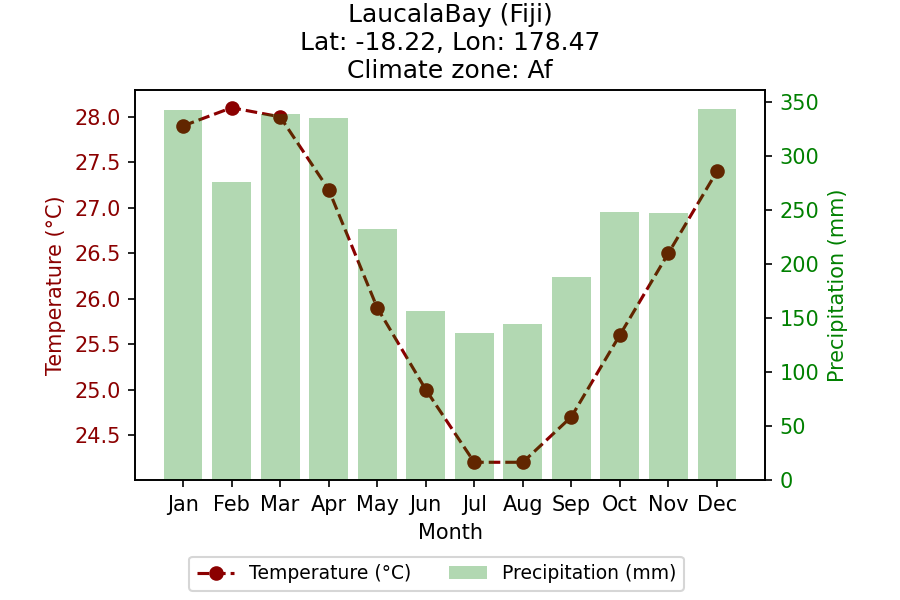 LaucalaBay (Fiji)
Lat: -18.22, Lon: 178.47
Climate zone: Af
Temperature (°C)
28.0
27.5
27.0
26.5
26.0
25.5
25.0
24.5
Precipitation (mm)
350
300
250
200
150
100
50
0
Jan Feb Mar Apr May Jun Jul Aug Sep Oct Nov Dec
Month
Temperature (°C) Precipitation (mm)